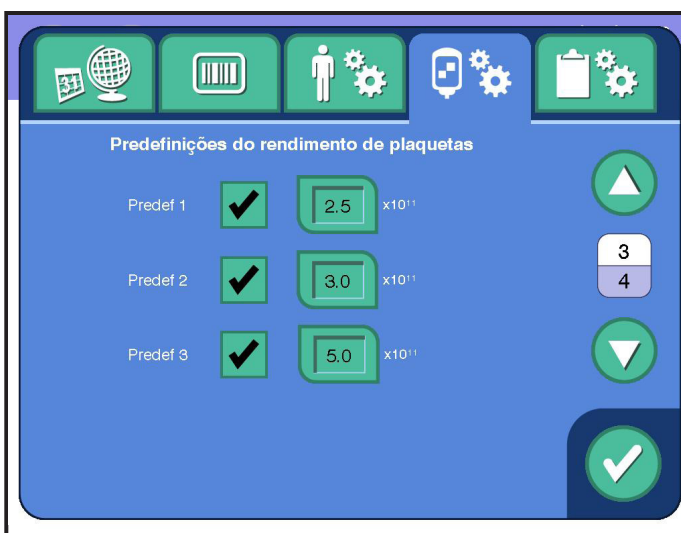 31
Predefinições do rendimento de plaquetas
Predef 1 2.5 x10¹¹
3
4
Predef 2 3.0 x10¹¹
Predef 3 5.0 x10¹¹